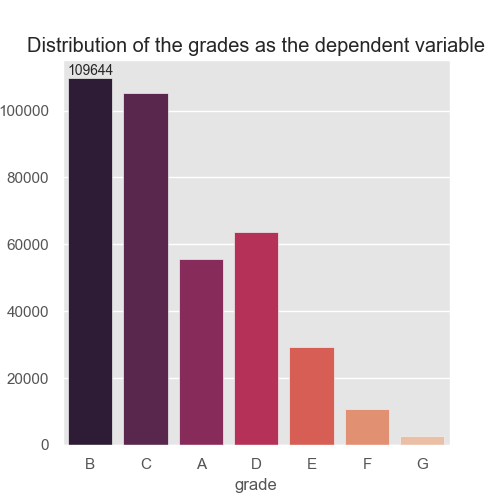 Distribution of the grades as the dependent variable
109644
100000
80000
60000
40000
20000
0
B C A D E F G
grade